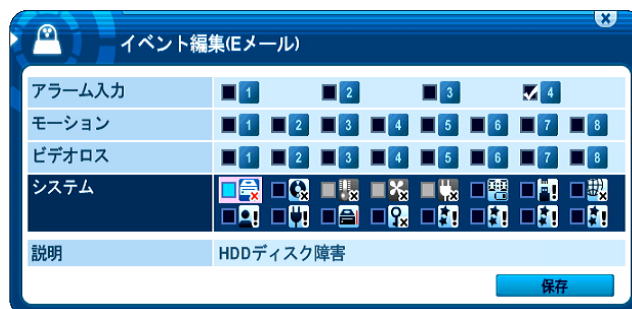 イベント編集(Eメール)
アラーム入力 1 2 3 4
モーション 1 2 3 4 5 6 7 8
ビデオロス 1 2 3 4 5 6 7 8
システム
説明 HDDディスク障害
保存